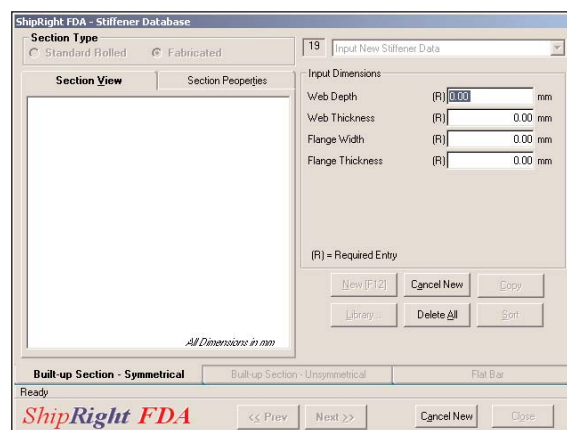 ShipRight FDA - Stiffener Database
Section Type
Standard Rolled Fabricated
19 Input New Stiffener Data
Section View Section Peoperties
Input Dimensions
Web Depth (R) 0.00 mm
Web Thickness (R) 0.00 mm
Flange Width (R) 0.00 mm
Flange Thickness (R) 0.00 mm
(R) = Required Entry
New [F12] Cancel New Copy
Library... Delete All Sort
All Dimensions in mm
Built-up Section - Symmetrical Built-up Section - Unsymmetrical Flat Bar
Ready
ShipRight FDA << Prev Next >> Cancel New Close